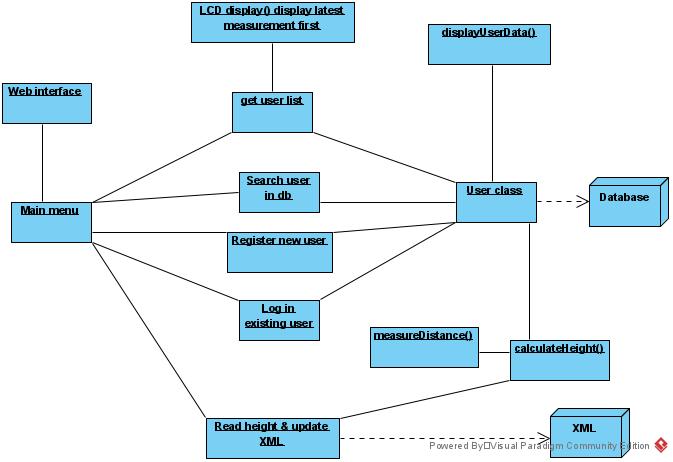 LCD display() display latest
measurement first
displayUserData()
Web interface
get user list
Search user
in db
User class
Database
Main menu
Register new user
Log in
existing user
measureDistance()
calculateHeight()
Read height & update
XML
XML
Powered By Visual Paradigm Community Edition